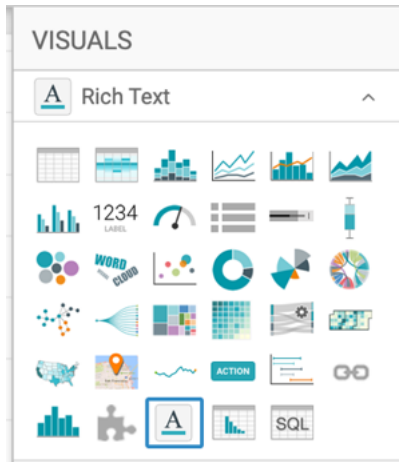 VISUALS
A Rich Text
1234
LABEL
WORD
CLOUD
ACTION
A
SQL